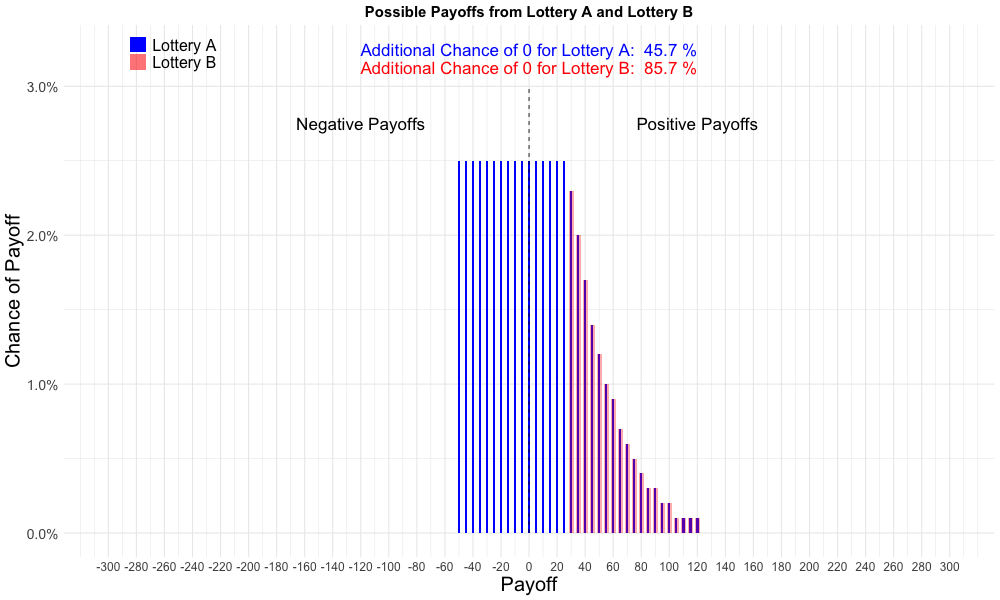 Possible Payoffs from Lottery A and Lottery B
Lottery A
Lottery B
Additional Chance of 0 for Lottery A:  45.7 %
Additional Chance of 0 for Lottery B:  85.7 %
Negative Payoffs
Positive Payoffs
Chance of Payoff
3.0%
2.0%
1.0%
0.0%
-300 -280 -260 -240 -220 -200 -180 -160 -140 -120 -100 -80 -60 -40 -20 0 20 40 60 80 100 120 140 160 180 200 220 240 260 280 300
Payoff